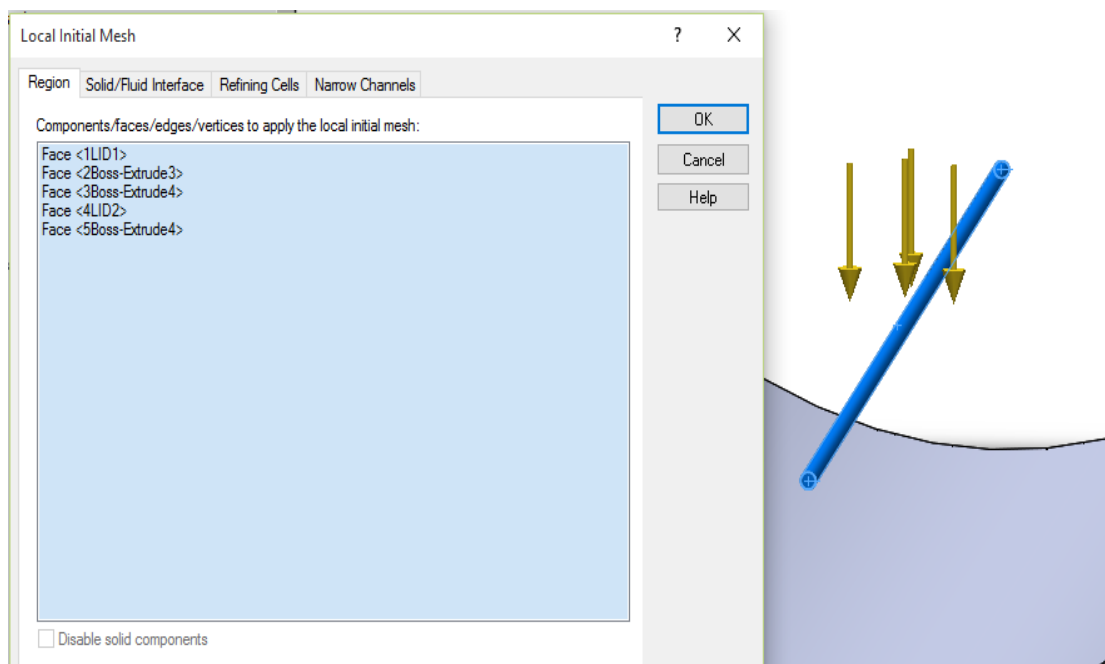 Local Initial Mesh
?
X
Region
Solid/Fluid Interface
Refining Cells
Narrow Channels
Components/faces/edges/vertices to apply the local initial mesh:
Face <1LID1>
Face <2Boss-Extrude3>
Face <3Boss-Extrude4>
Face <4LID2>
Face <5Boss-Extrude4>
OK
Cancel
Help
Disable solid components